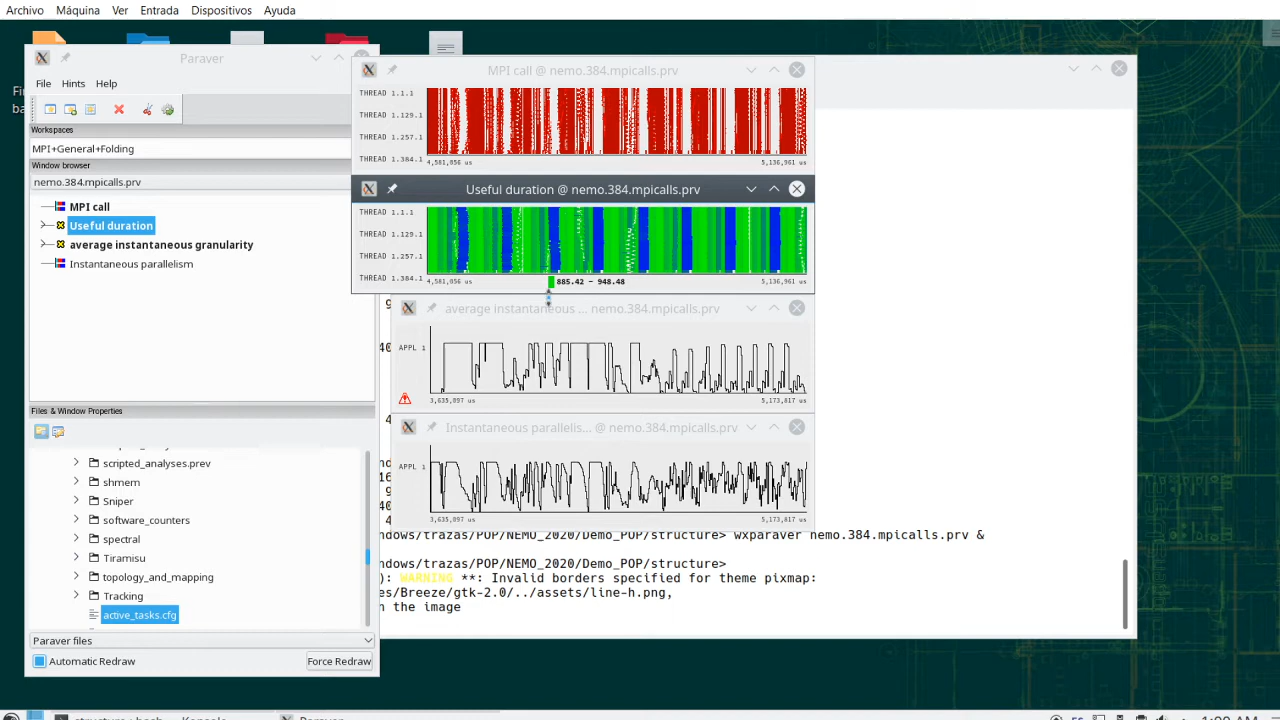 Archivo Máquina Ver Entrada Dispositivos Ayuda
Paraver
File Hints Help
Workspaces
MPI+General+Folding
Window browser
nemo.384.mpicalls.prv
MPI call
Useful duration
average instantaneous granularity
Instantaneous parallelism
Files & Window Properties
scripted_analyses.prev
shmem
Sniper
software_counters
spectral
Tiramisu
topology_and_mapping
Tracking
active_tasks.cfg
Paraver files
Automatic Redraw
Force Redraw
MPI call @ nemo.384.mpicalls.prv
THREAD 1.1.1
THREAD 1.129.1
THREAD 1.257.1
THREAD 1.384.1
4,581,056 us 5,136,961 us
Useful duration @ nemo.384.mpicalls.prv
THREAD 1.1.1
THREAD 1.129.1
THREAD 1.257.1
THREAD 1.384.1
4,581,056 us 5,136,961 us
885.42 - 948.48
average instantaneous ... nemo.384.mpicalls.prv
APPL 1
3,635,897 us 5,173,817 us
Instantaneous parallelis... @ nemo.384.mpicalls.prv
APPL 1
3,635,897 us 5,173,817 us
ndows/trazas/POP/NEMO_2020/Demo_POP/structure> wxparaver nemo.384.mpicalls.prv &
ndows/trazas/POP/NEMO_2020/Demo_POP/structure>
): WARNING **: Invalid borders specified for theme pixmap:
es/Breeze/gtk-2.0/../assets/line-h.png,
n the image